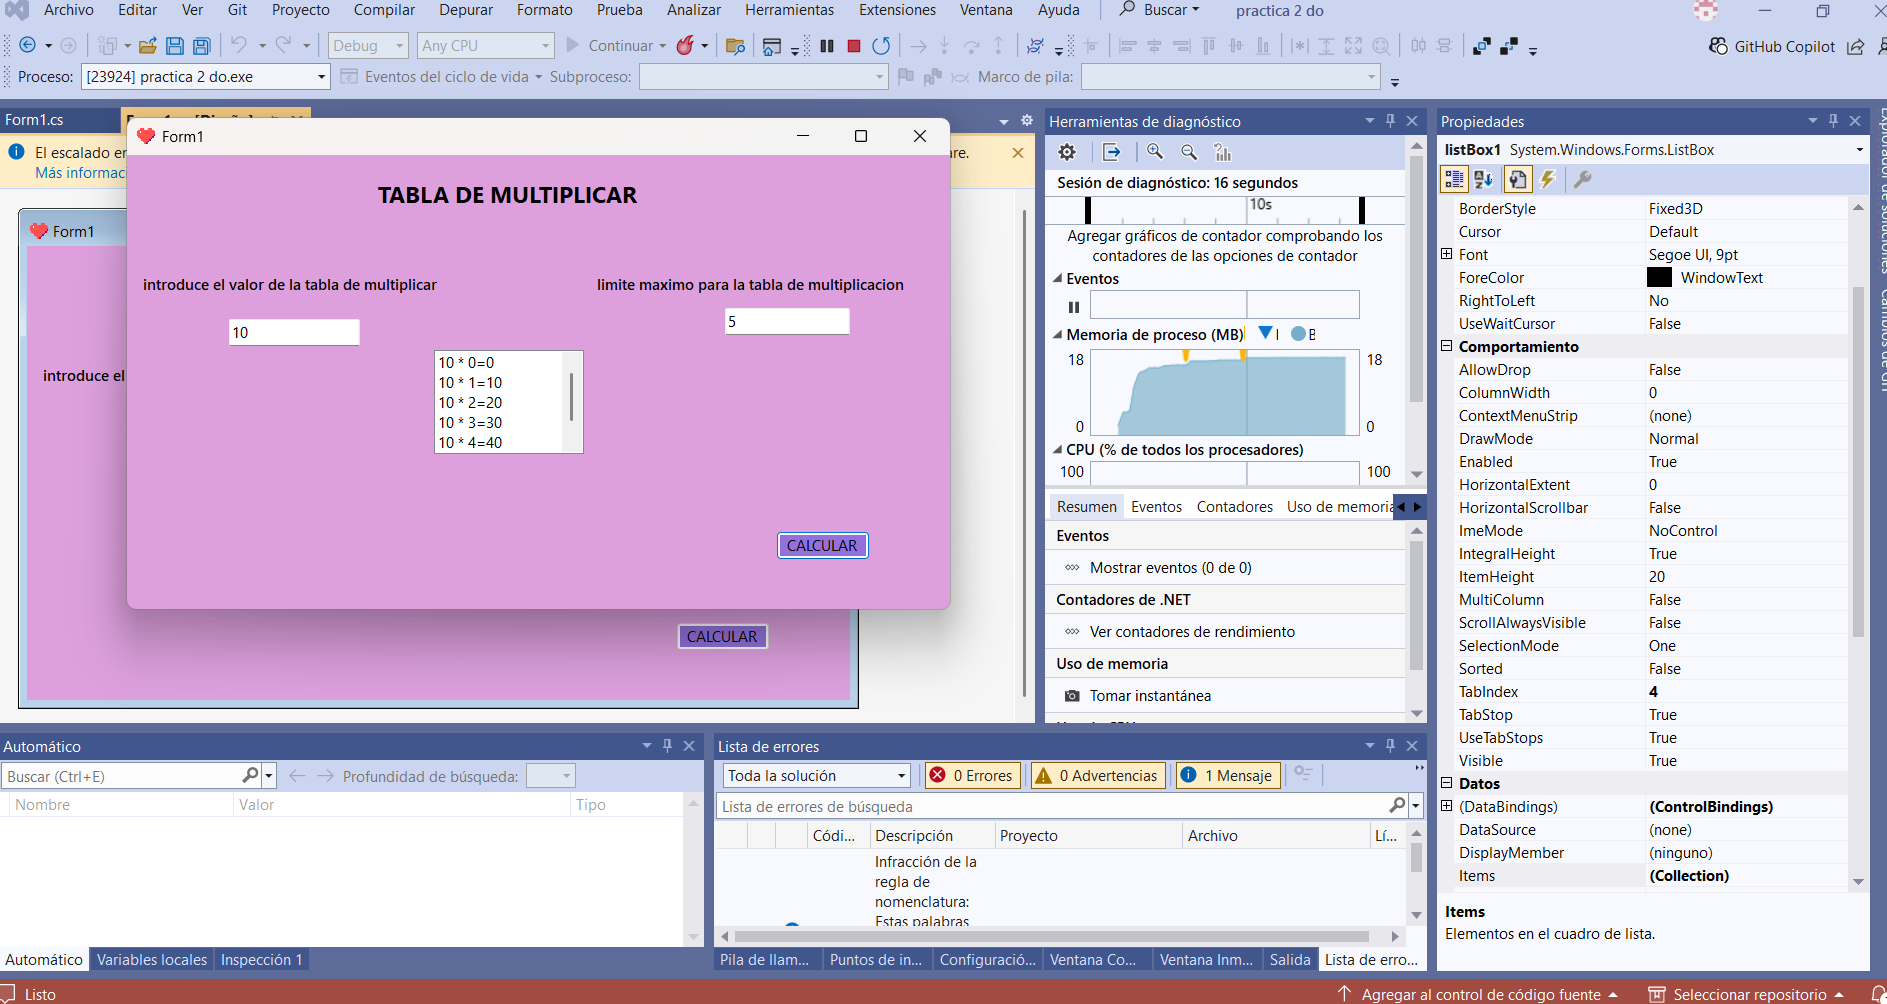 Archivo Editar Ver Git Proyecto Compilar Depurar Formato Prueba Analizar Herramientas Extensiones Ventana Ayuda Buscar practica 2 do
Debug Any CPU Continuar GitHub Copilot
Proceso: [23924] practica 2 do.exe Eventos del ciclo de vida Subproceso: Marco de pila:
Form1.cs
El escalado en
are.
Más informaci
Form1
introduce el
CALCULAR
Form1
TABLA DE MULTIPLICAR
introduce el valor de la tabla de multiplicar
limite maximo para la tabla de multiplicacion
10
5
10 * 0=0
10 * 1=10
10 * 2=20
10 * 3=30
10 * 4=40
CALCULAR
Herramientas de diagnóstico
Sesión de diagnóstico: 16 segundos
10s
Agregar gráficos de contador comprobando los
contadores de las opciones de contador
Eventos
Memoria de proceso (MB)
18 18
0 0
CPU (% de todos los procesadores)
100 100
Resumen Eventos Contadores Uso de memoria
Eventos
Mostrar eventos (0 de 0)
Contadores de .NET
Ver contadores de rendimiento
Uso de memoria
Tomar instantánea
Propiedades
listBox1 System.Windows.Forms.ListBox
BorderStyle Fixed3D
Cursor Default
Font Segoe UI, 9pt
ForeColor WindowText
RightToLeft No
UseWaitCursor False
Comportamiento
AllowDrop False
ColumnWidth 0
ContextMenuStrip (none)
DrawMode Normal
Enabled True
HorizontalExtent 0
HorizontalScrollbar False
ImeMode NoControl
IntegralHeight True
ItemHeight 20
MultiColumn False
ScrollAlwaysVisible False
SelectionMode One
Sorted False
TabIndex 4
TabStop True
UseTabStops True
Visible True
Datos
(DataBindings) (ControlBindings)
DataSource (none)
DisplayMember (ninguno)
Items (Collection)
Items
Elementos en el cuadro de lista.
Automático
Buscar (Ctrl+E) Profundidad de búsqueda:
Nombre Valor Tipo
Automático Variables locales Inspección 1
Lista de errores
Toda la solución 0 Errores 0 Advertencias 1 Mensaje
Lista de errores de búsqueda
Códi... Descripción Proyecto Archivo Lí...
Infracción de la
regla de
nomenclatura:
Estas palabras
Pila de llam... Puntos de in... Configuració... Ventana Co... Ventana Inm... Salida Lista de erro...
Listo Agregar al control de código fuente Seleccionar repositorio